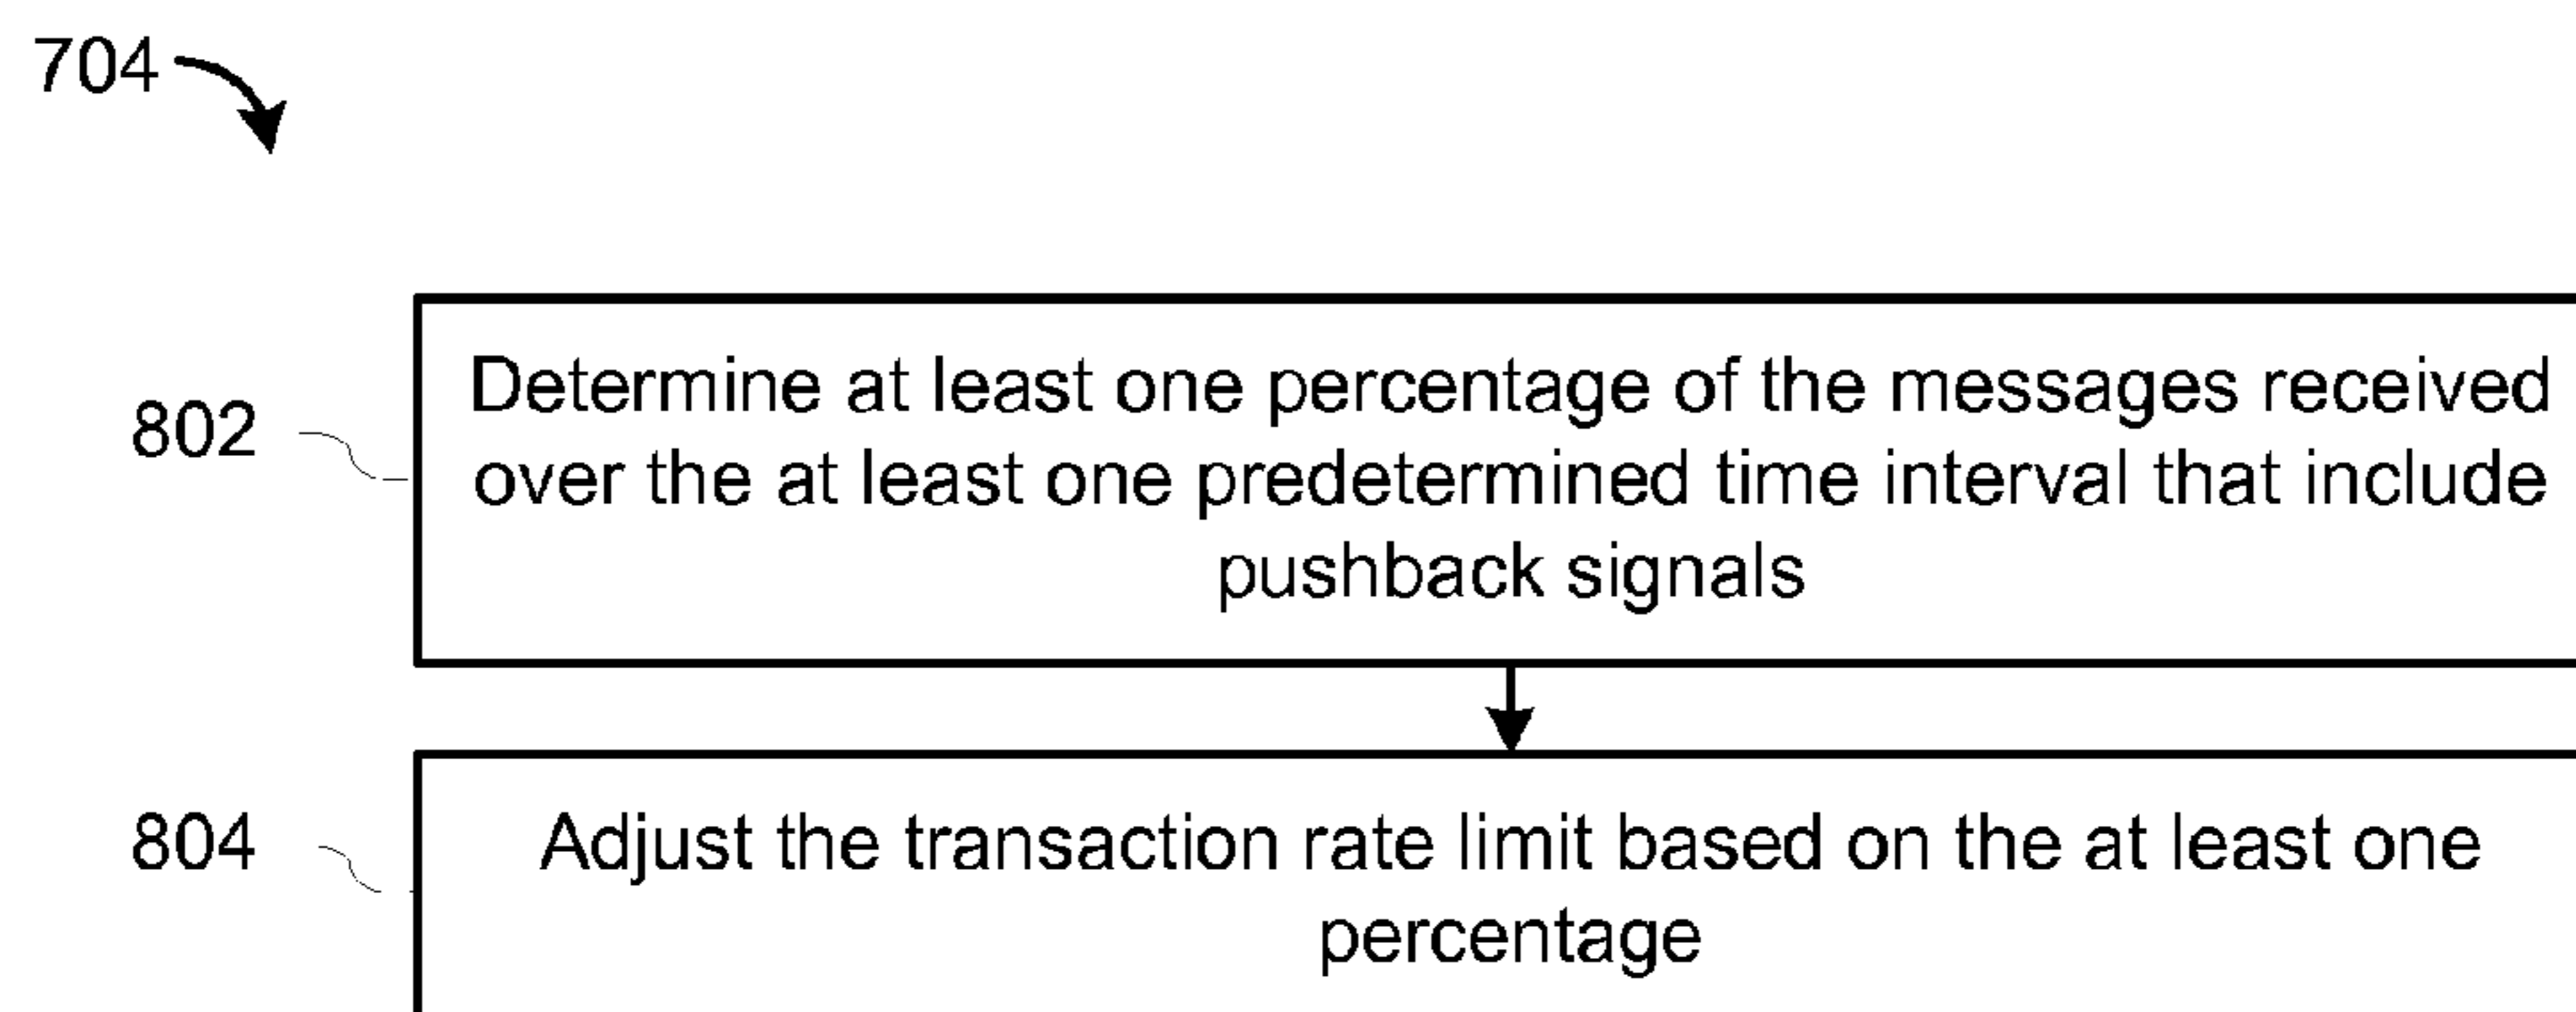 704
802
Determine at least one percentage of the messages received
over the at least one predetermined time interval that include
pushback signals
804
Adjust the transaction rate limit based on the at least one
percentage